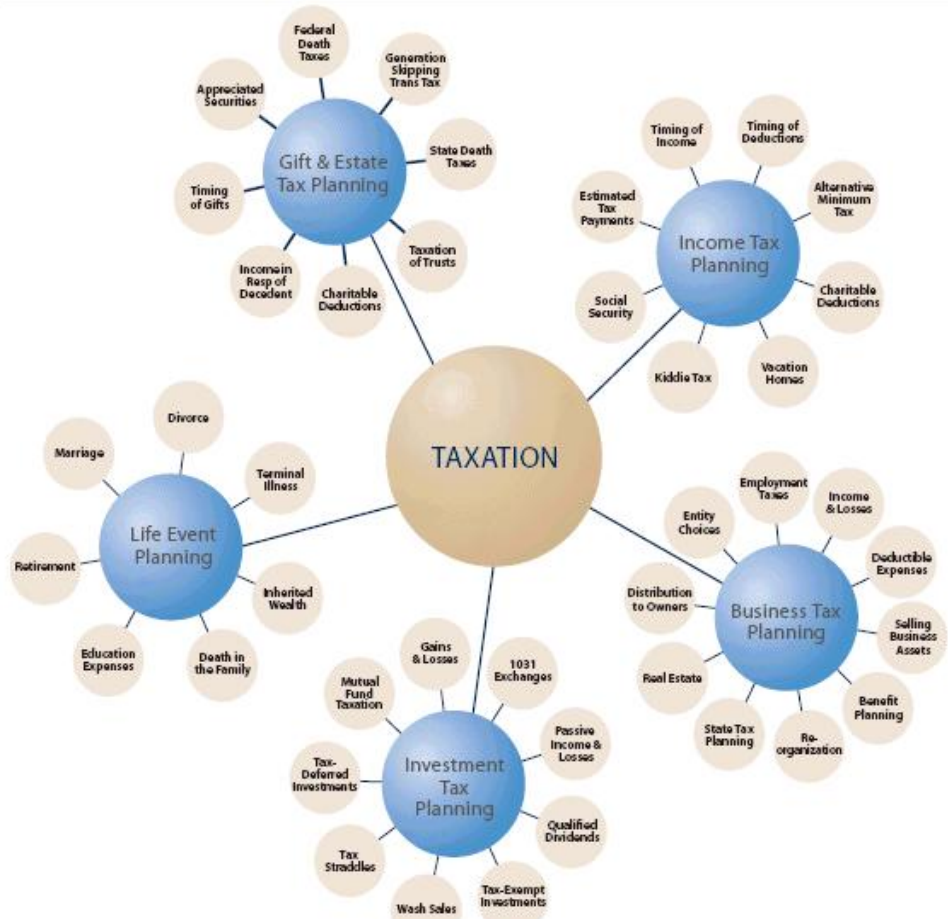 Federal
Death
Taxes
Generation
Skipping
Trans Tax
Appreciated
Securities
State Death
Taxes
Gift & Estate
Tax Planning
Timing
of Gifts
Taxation
of Trusts
Income in
Resp of
Decedent
Charitable
Deductions
Timing of
Income
Timing of
Deductions
Estimated
Tax
Payments
Alternative
Minimum
Tax
Income Tax
Planning
Social
Security
Charitable
Deductions
Kiddie Tax
Vacation
Homes
TAXATION
Divorce
Marriage
Terminal
Illness
Life Event
Planning
Retirement
Inherited
Wealth
Education
Expenses
Death in
the Family
Employment
Taxes
Income
& Losses
Entity
Choices
Deductible
Expenses
Distribution
to Owners
Business Tax
Planning
Selling
Business
Assets
Real Estate
Benefit
Planning
State Tax
Planning
Re-
organization
Gains
& Losses
1031
Exchanges
Mutual
Fund
Taxation
Passive
Income &
Losses
Tax-
Deferred
Investments
Investment
Tax
Planning
Qualified
Dividends
Tax
Straddles
Wash Sales
Tax-Exempt
Investments